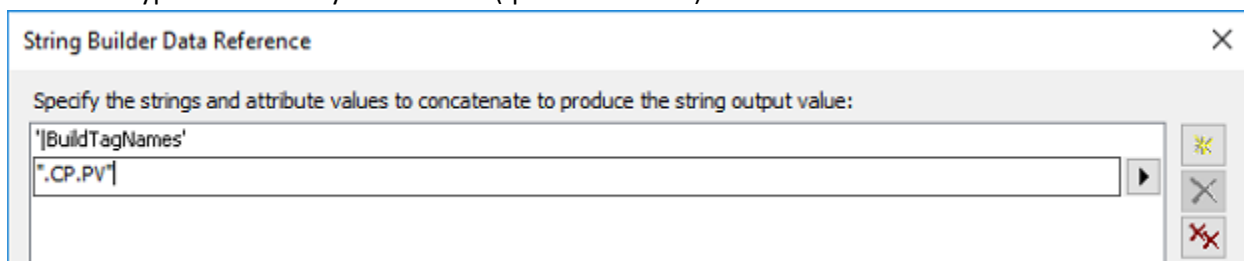 String Builder Data Reference
Specify the strings and attribute values to concatenate to produce the string output value:
'|BuildTagNames'
".CP.PV"